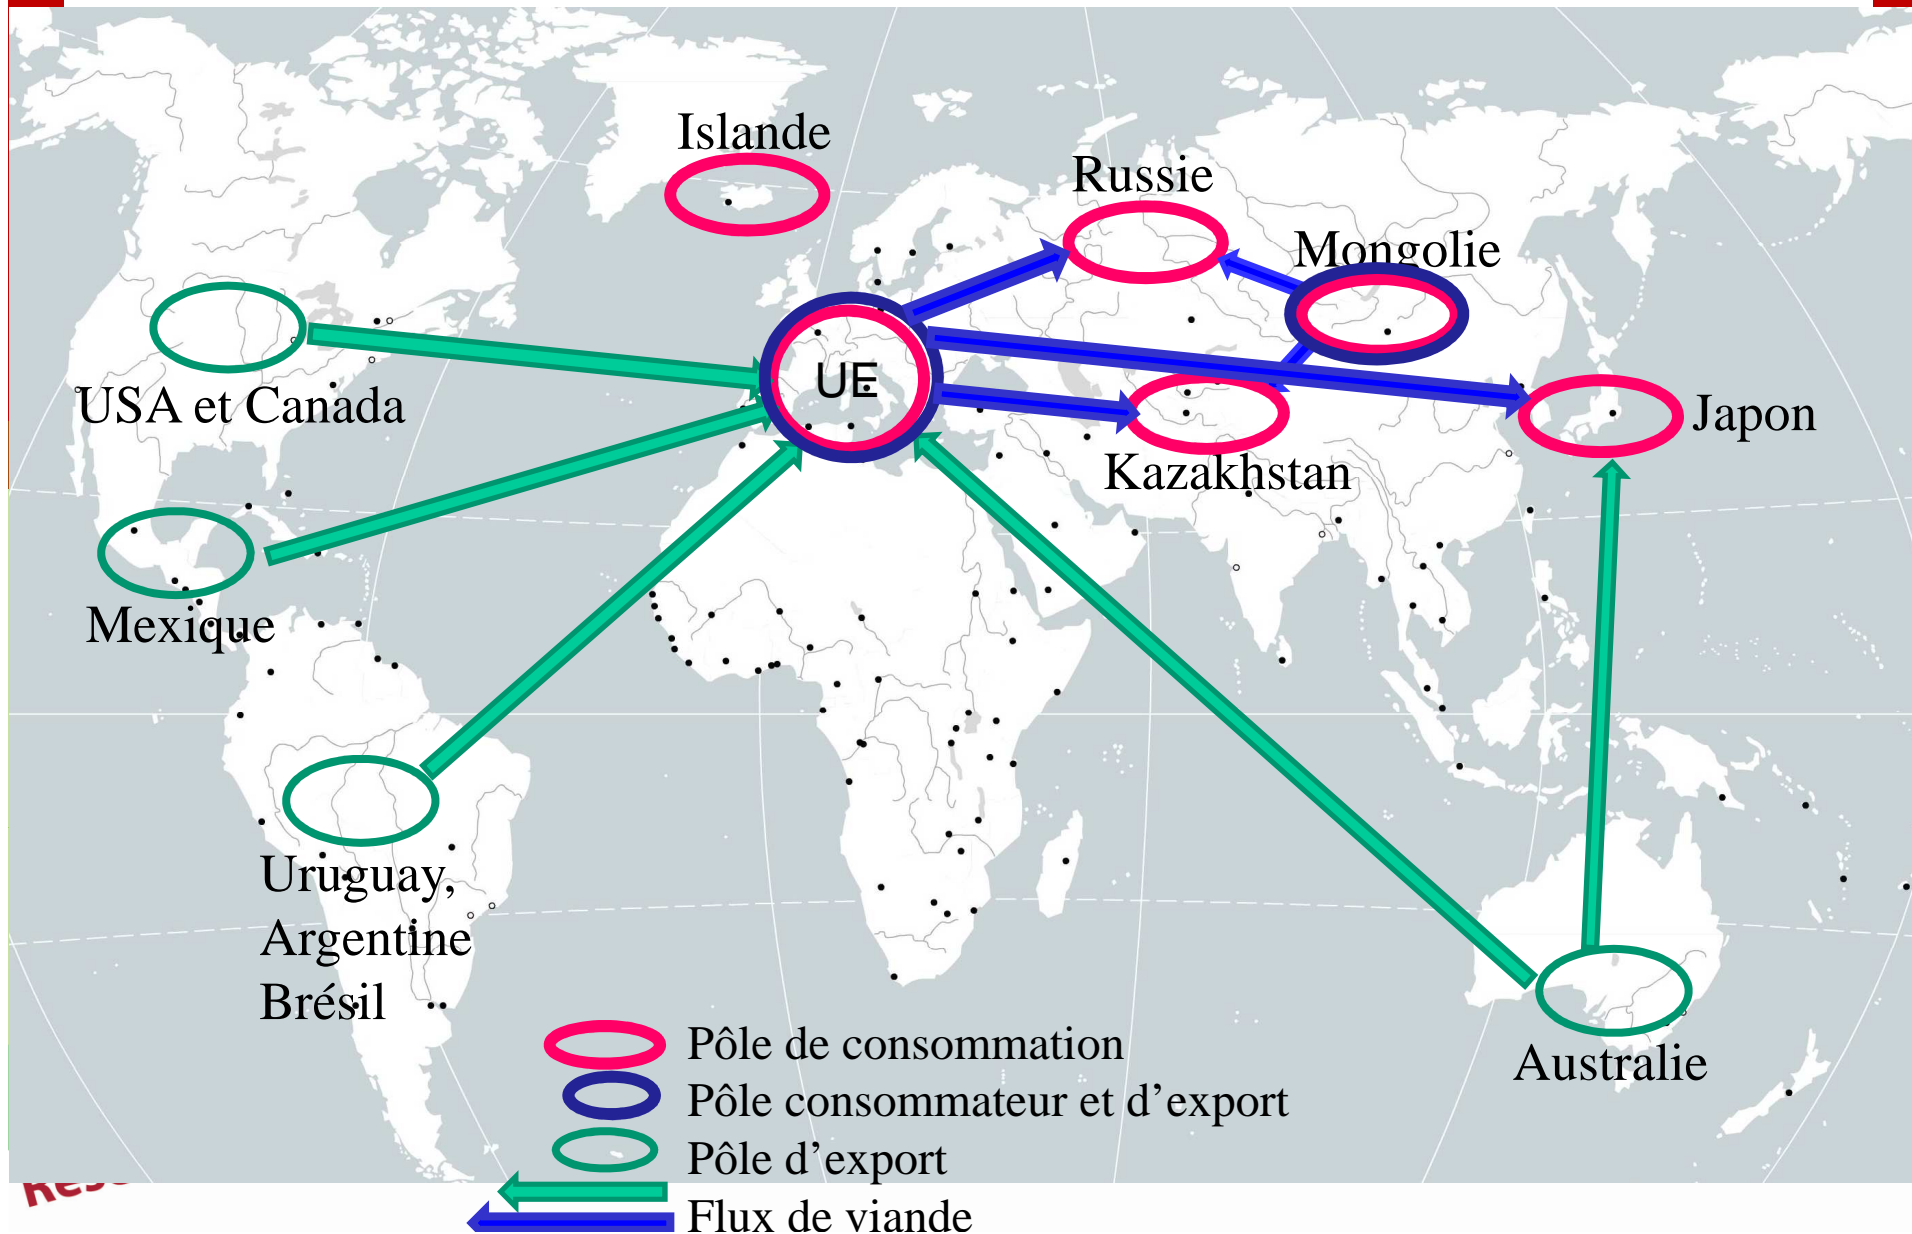 Islande
Russie
Mongolie
UE
USA et Canada
Japon
Kazakhstan
Mexique
Uruguay,
Argentine
Brésil
Australie
Pôle de consommation
Pôle consommateur et d’export
Pôle d’export
Flux de viande